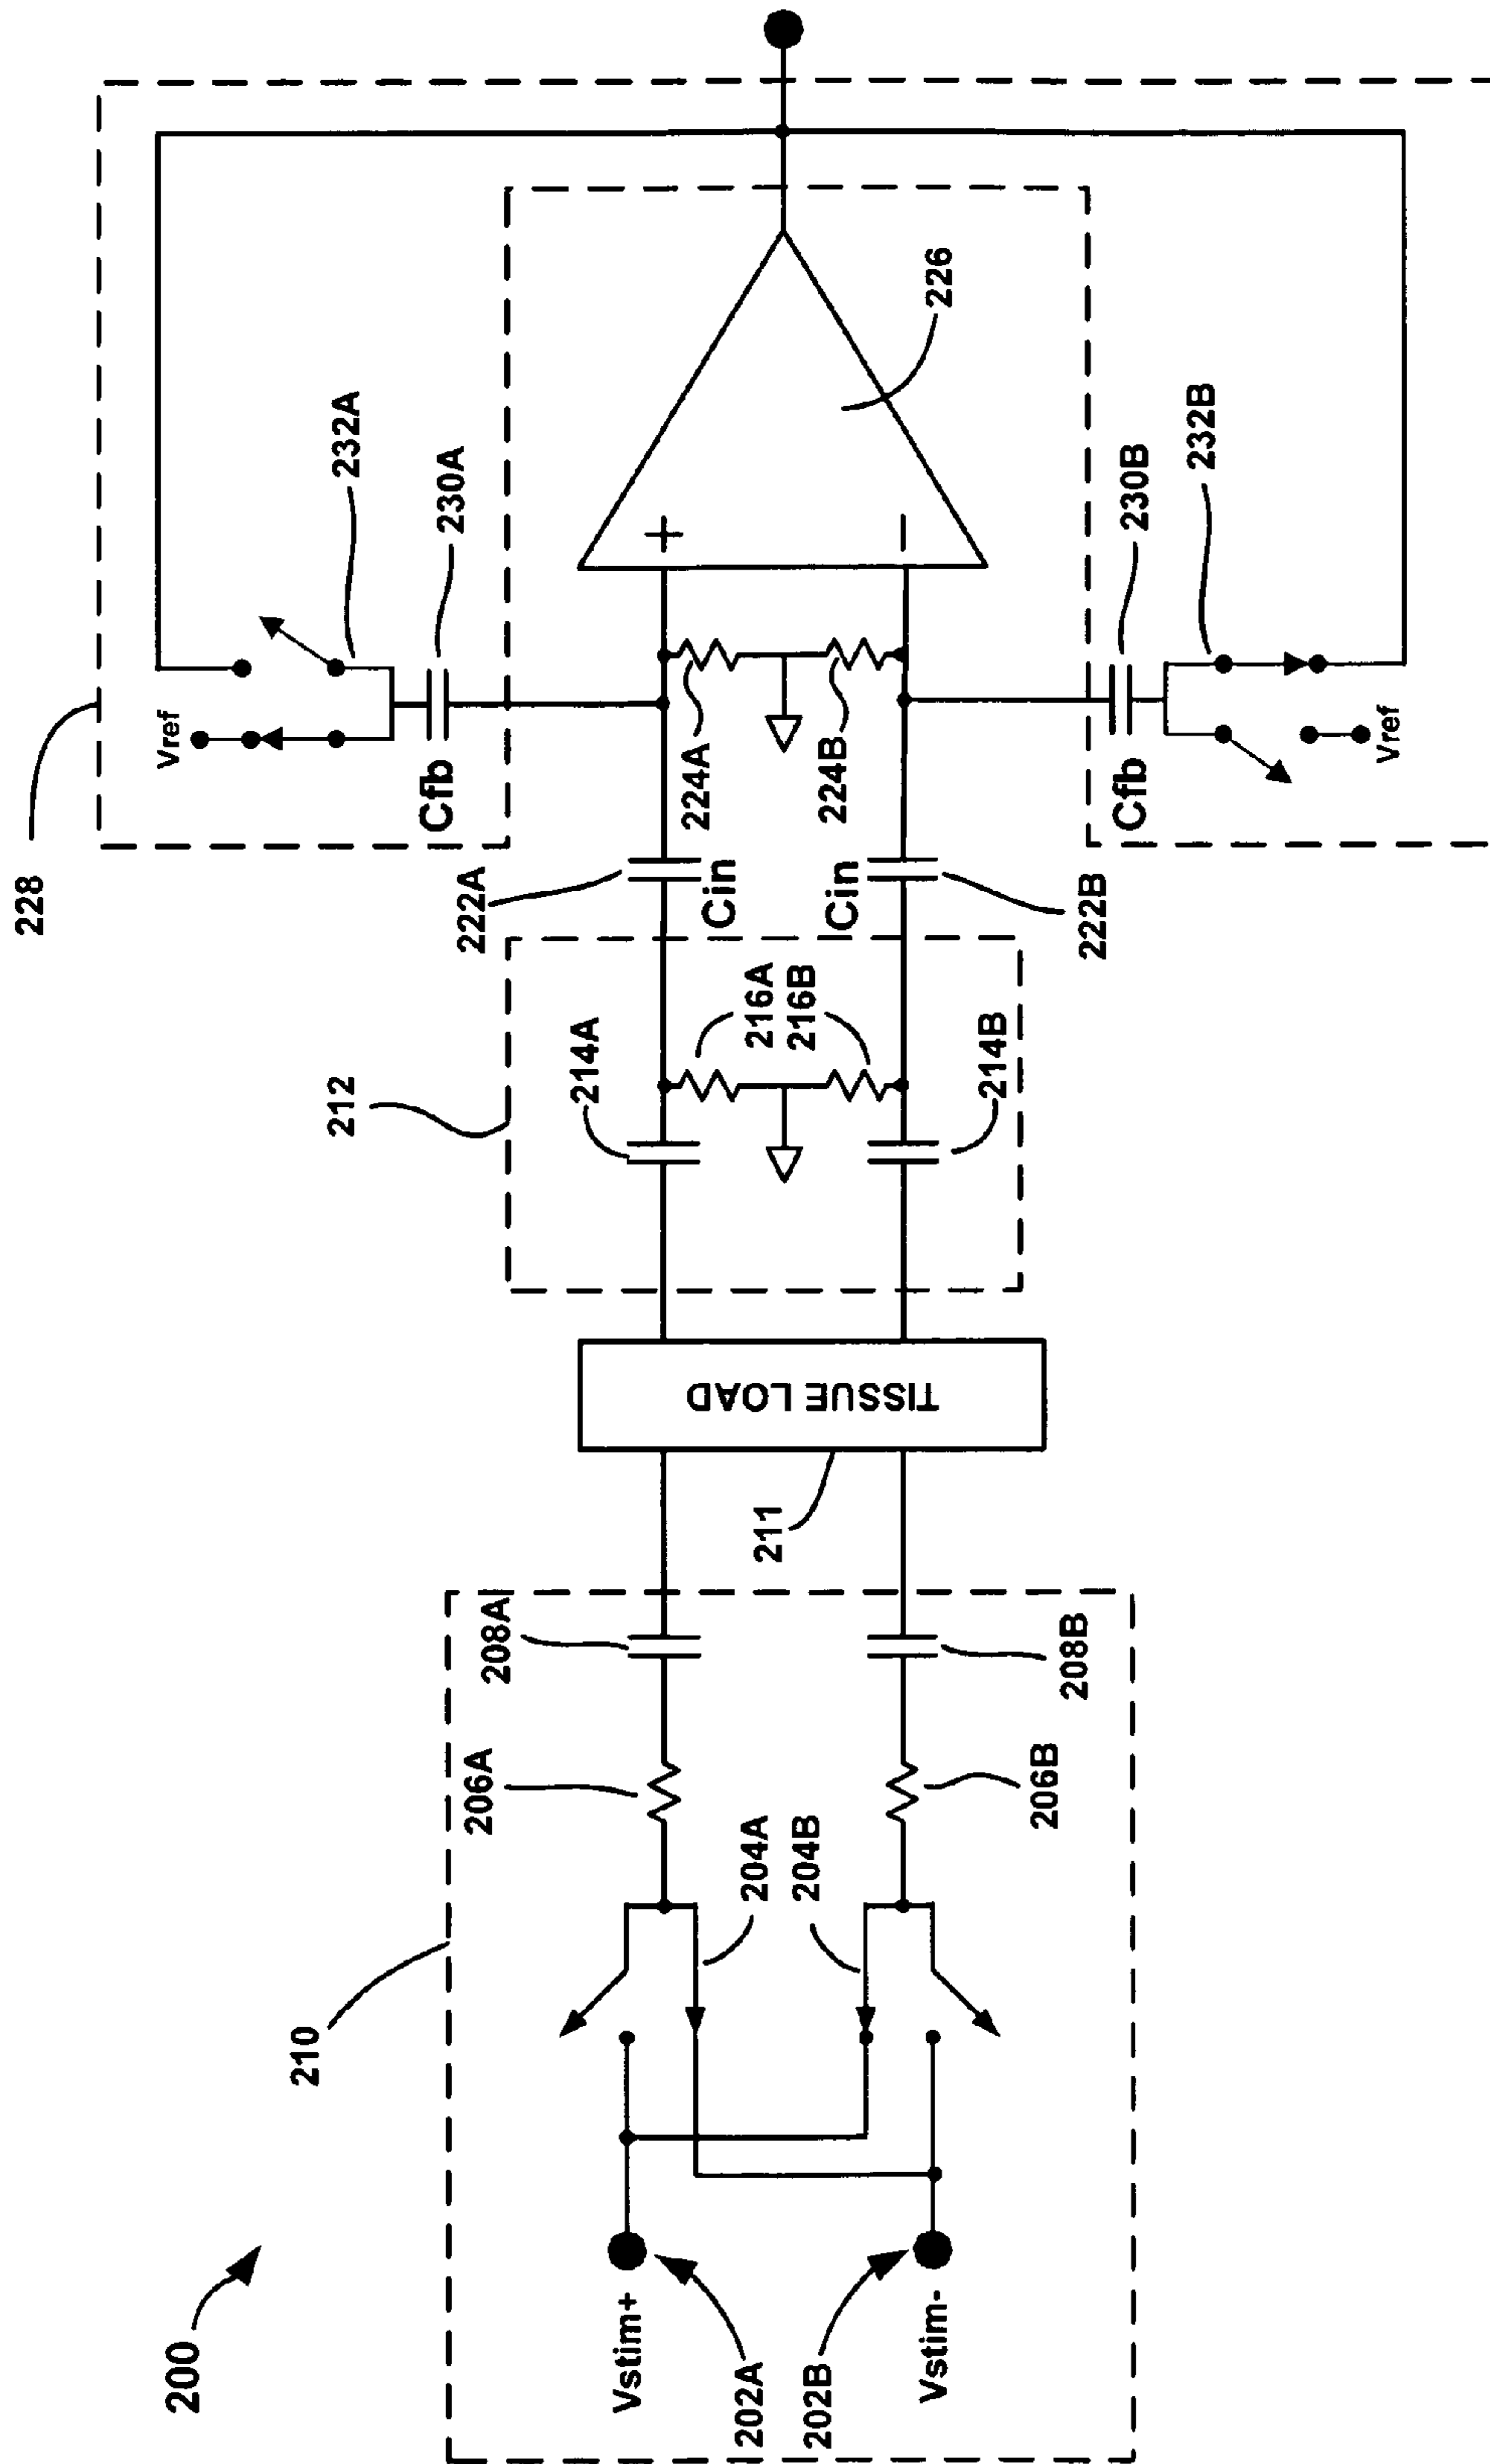 200
210
Vstim+
202A
202B
Vstim-
204A
204B
206A
206B
208A
208B
211
TISSUE LOAD
212
214A
214B
216A
216B
222A
Cin
Cin
222B
224A
224B
226
228
Vref
Cfb
230A
232A
+
−
Cfb
230B
232B
Vref